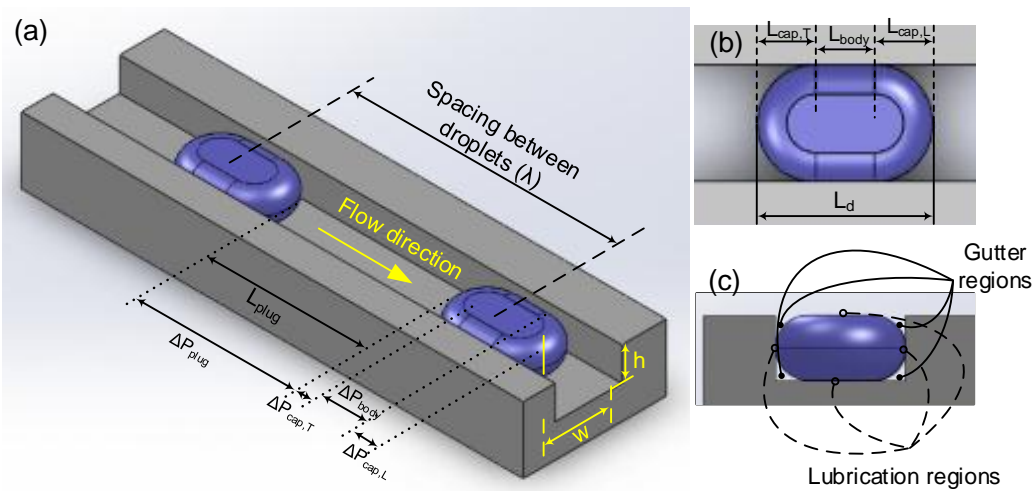 (a)
Spacing between
droplets (λ)
Flow direction
L_plug
ΔP_plug
ΔP_cap,T
ΔP_body
ΔP_cap,L
h
w
(b)
L_cap,T
L_body
L_cap,L
L_d
(c)
Gutter
regions
Lubrication regions